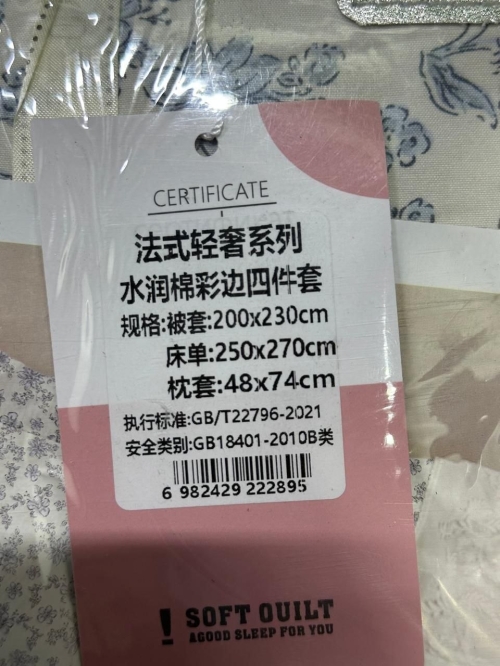 CERTIFICATE
法式轻奢系列
水润棉彩边四件套
规格:被套:200x230cm
床单:250x270cm
枕套:48x74cm
执行标准:GB/T22796-2021
安全类别:GB18401-2010B类
6 982429 222895
! SOFT QUILT
&GOOD SLEEP FOR YOU